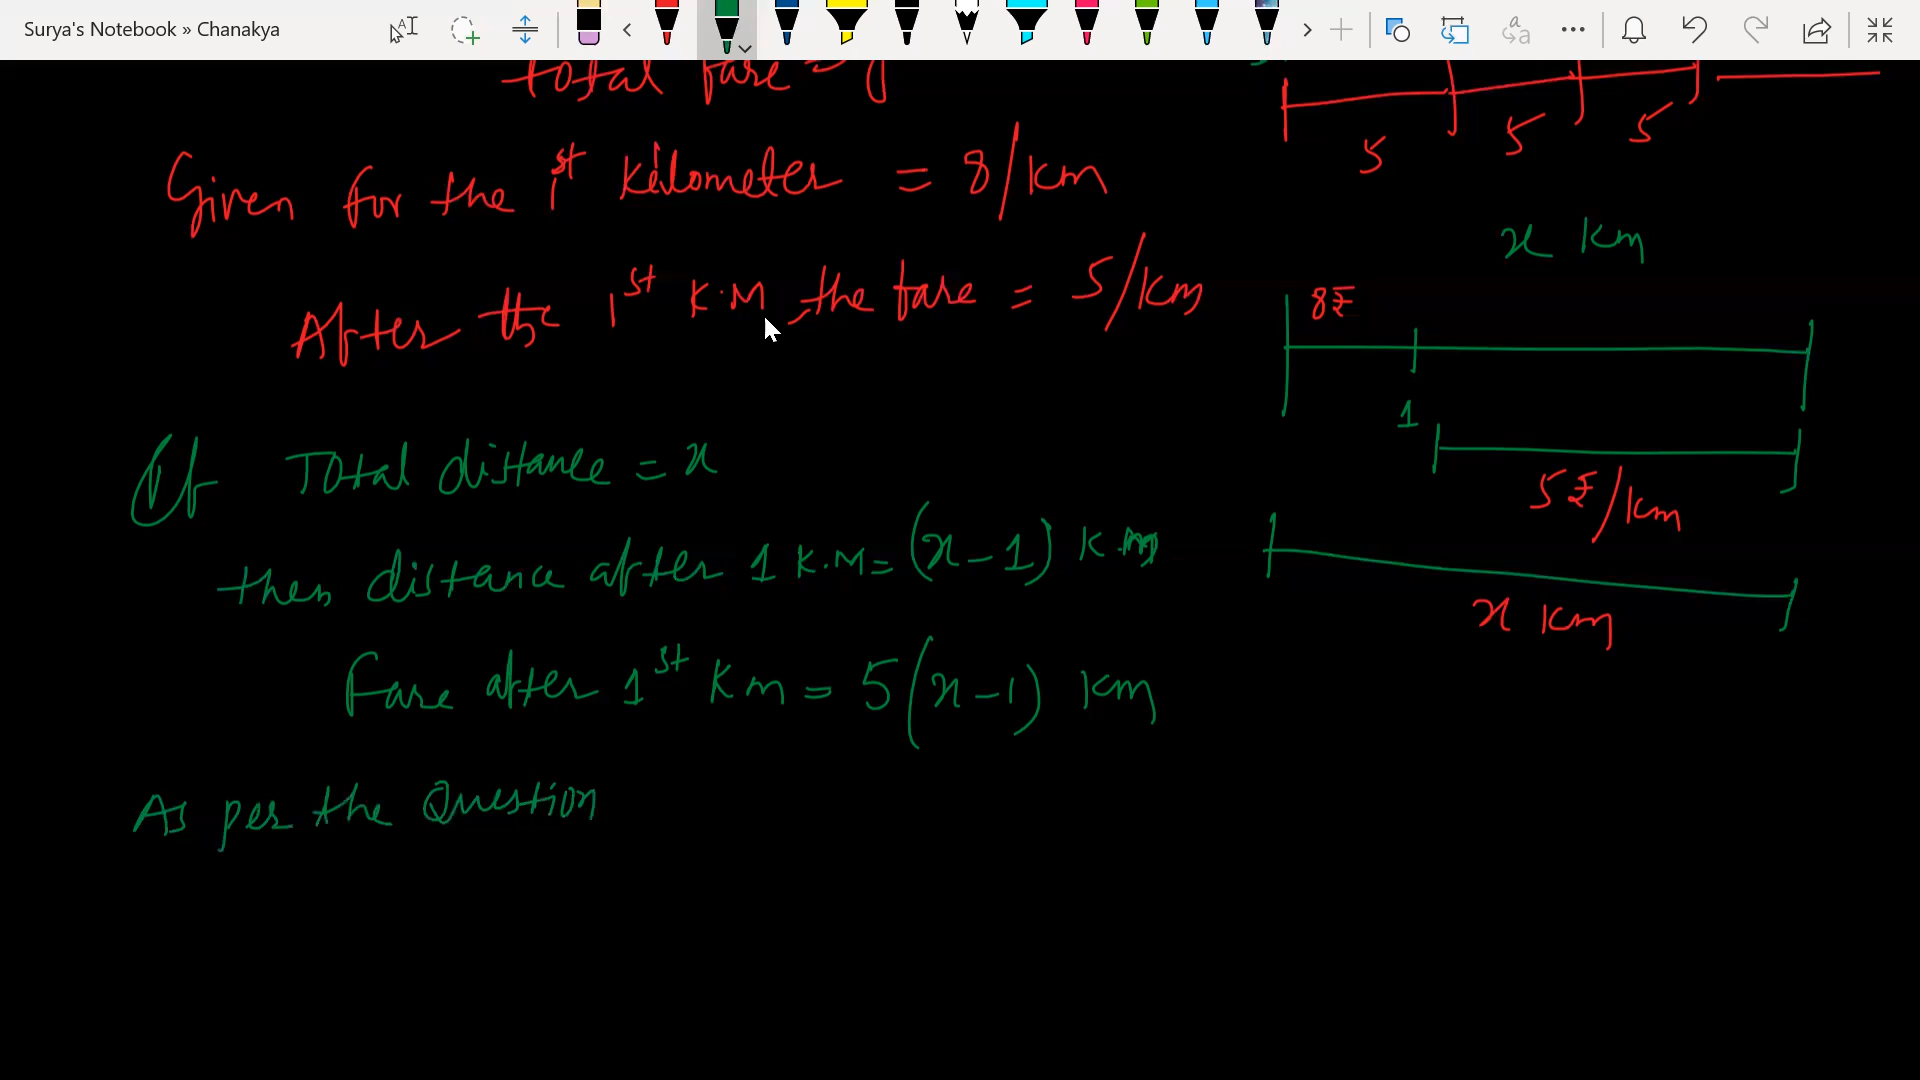 Surya's Notebook » Chanakya
total fare = y
5 5 5
Given for the 1st Kilometer = 8/km
x km
After the 1st K.M, the fare = 5/km
8₹
1
If Total distance = x
5₹/km
then distance after 1 K.M = (x-1) K.m
x km
Fare after 1st Km = 5(x-1) km
As per the Question